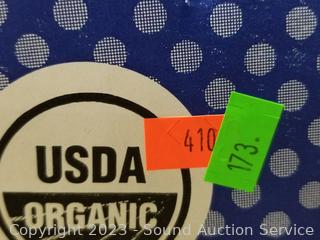 USDA
ORGANIC
410
173.
Copyright 2023 - Sound Auction Service